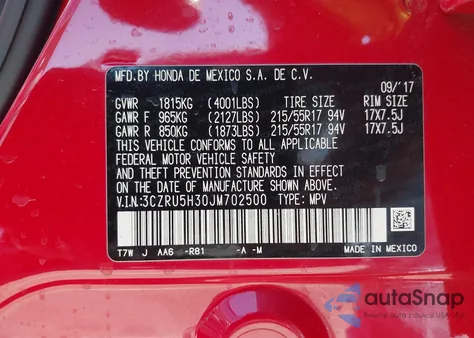 MFD. BY HONDA DE MEXICO S.A. DE C.V.
09/'17
GVWR 1815KG (4001LBS) TIRE SIZE RIM SIZE
GAWR F 965KG (2127LBS) 215/55R17 94V 17X7.5J
GAWR R 850KG (1873LBS) 215/55R17 94V 17X7.5J
THIS VEHICLE CONFORMS TO ALL APPLICABLE
FEDERAL MOTOR VEHICLE SAFETY
AND THEFT PREVENTION STANDARDS IN EFFECT
ON THE DATE OF MANUFACTURE SHOWN ABOVE.
V.I.N:3CZRU5H30JM702500 TYPE: MPV
T7W J AA6 -R81 -A -M
MADE IN MEXICO
autoSnap